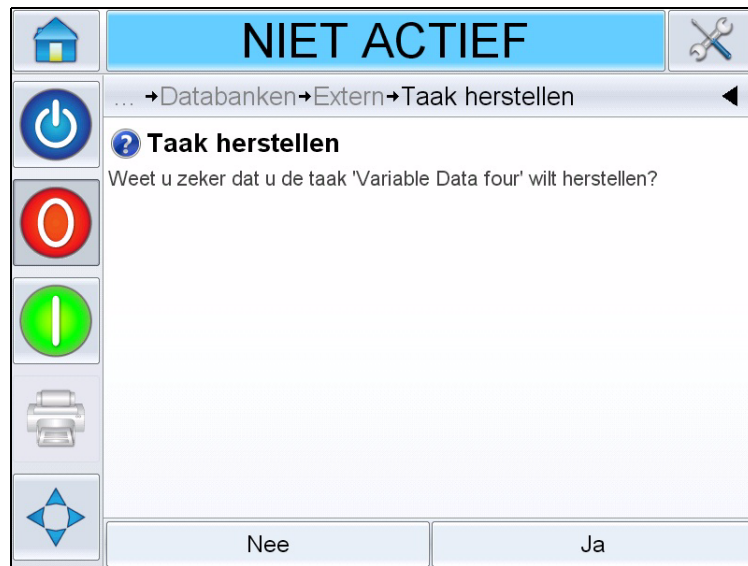 NIET ACTIEF
... →Databanken→Extern→Taak herstellen
Taak herstellen
Weet u zeker dat u de taak 'Variable Data four' wilt herstellen?
Nee
Ja